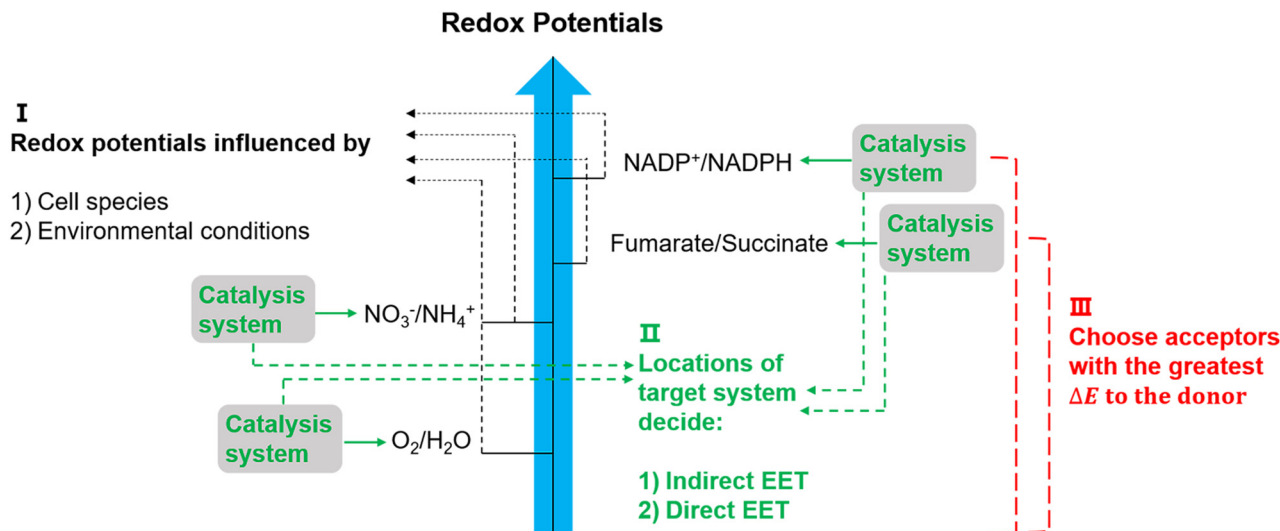 Redox Potentials
Ⅰ
Redox potentials influenced by
1) Cell species
2) Environmental conditions
NADP⁺/NADPH
Catalysis
system
Fumarate/Succinate
Catalysis
system
Catalysis
system
NO₃⁻/NH₄⁺
Catalysis
system
O₂/H₂O
Ⅱ
Locations of
target system
decide:
1) Indirect EET
2) Direct EET
Ⅲ
Choose acceptors
with the greatest
ΔE to the donor